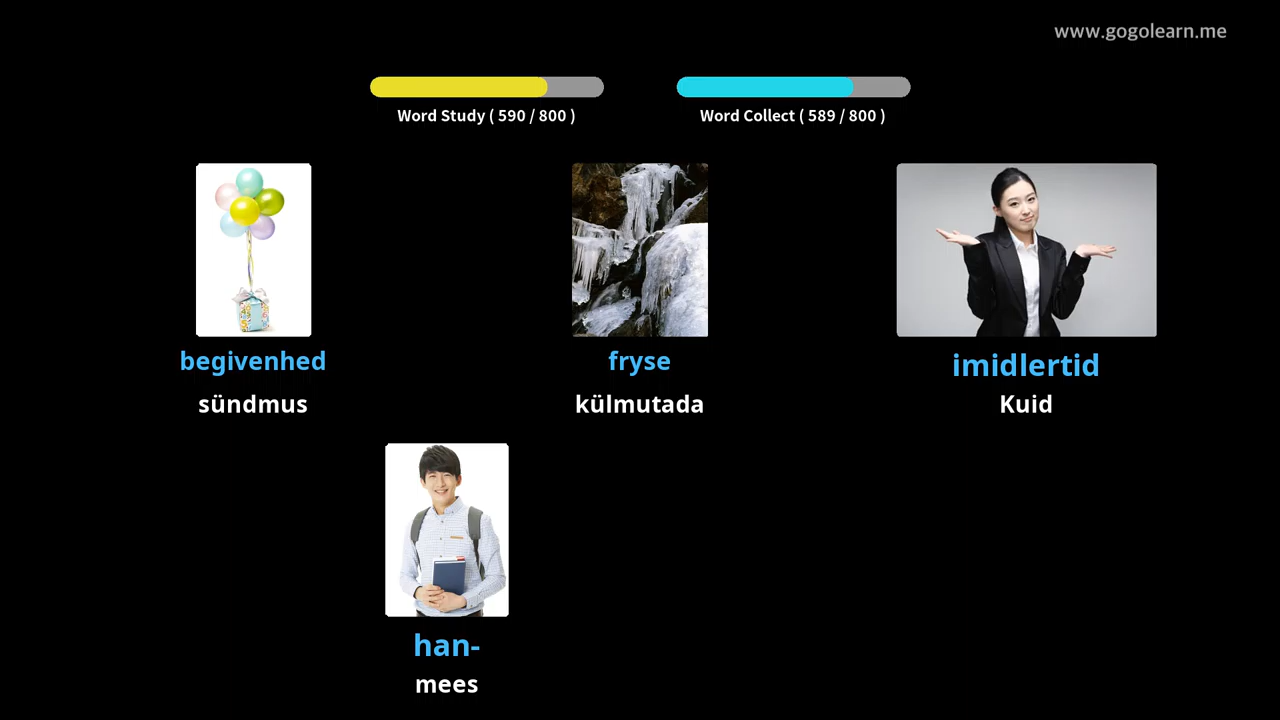 www.gogolearn.me
Word Study ( 590 / 800 )
Word Collect ( 589 / 800 )
begivenhed
sündmus
fryse
külmutada
imidlertid
Kuid
han-
mees